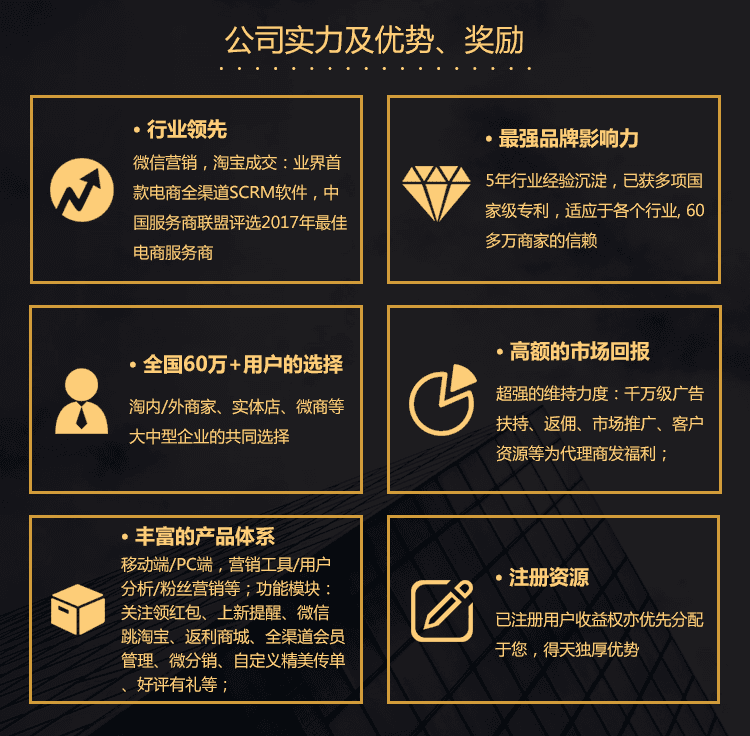 公司实力及优势、奖励
• 行业领先
微信营销，淘宝成交：业界首
款电商全渠道SCRM软件，中
国服务商联盟评选2017年最佳
电商服务商
• 最强品牌影响力
5年行业经验沉淀，已获多项国
家级专利，适应于各个行业, 60
多万商家的信赖
• 全国60万+用户的选择
淘内/外商家、实体店、微商等
大中型企业的共同选择
• 高额的市场回报
超强的维持力度：千万级广告
扶持、返佣、市场推广、客户
资源等为代理商发福利；
• 丰富的产品体系
移动端/PC端，营销工具/用户
分析/粉丝营销等；功能模块：
关注领红包、上新提醒、微信
跳淘宝、返利商城、全渠道会员
管理、微分销、自定义精美传单
、好评有礼等；
• 注册资源
已注册用户收益权亦优先分配
于您，得天独厚优势